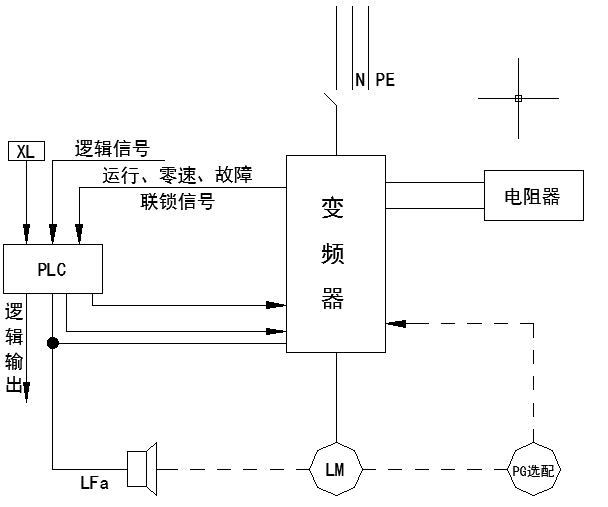 N PE
XL
逻辑信号
运行、零速、故障
联锁信号
变频器
电阻器
PLC
逻辑输出
LFa
LM
PG选配